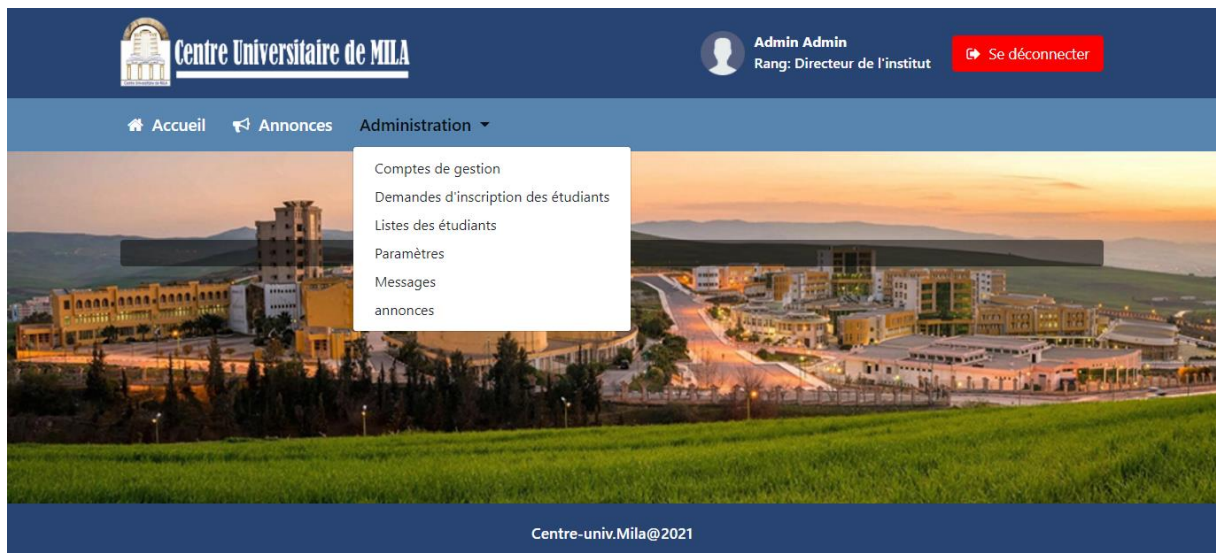 Centre Universitaire de MILA
Admin Admin
Rang: Directeur de l'institut
Se déconnecter
Accueil
Annonces
Administration
Comptes de gestion
Demandes d'inscription des étudiants
Listes des étudiants
Paramètres
Messages
annonces
Centre-univ.Mila@2021